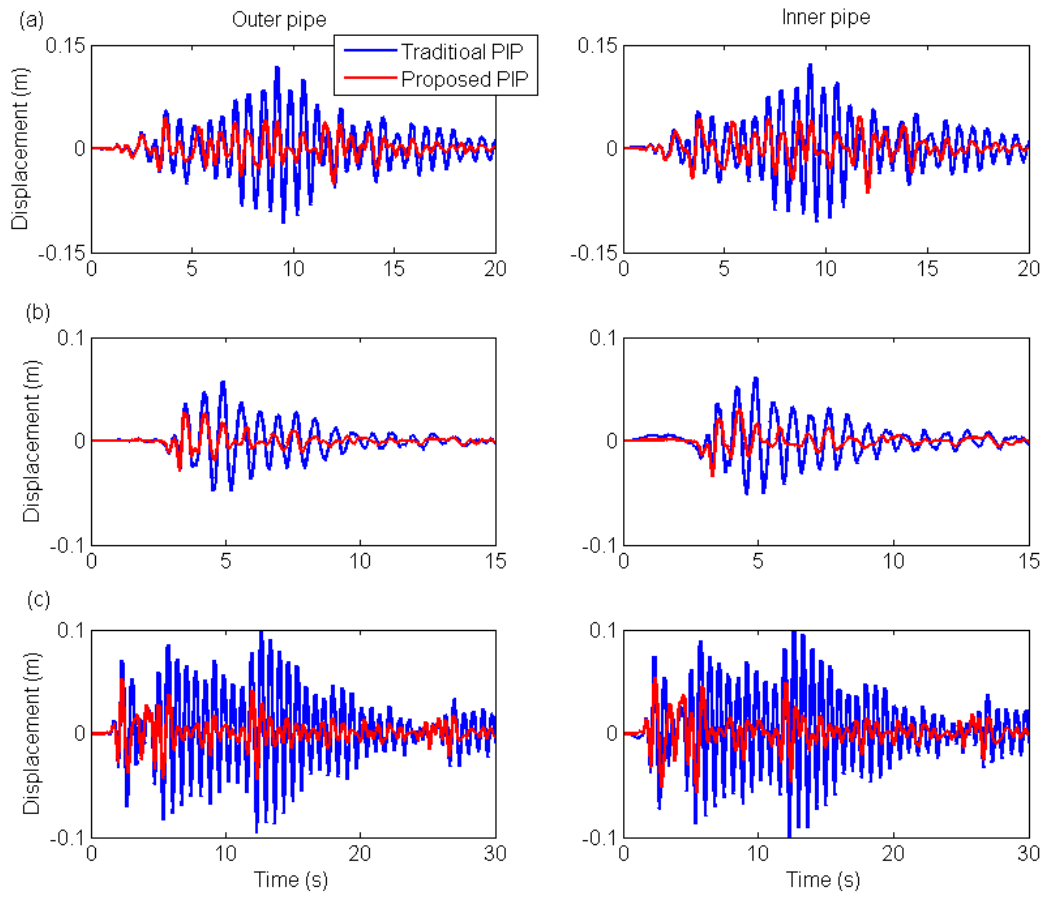 (a)
Outer pipe
Inner pipe
Traditioal PIP
Proposed PIP
Displacement (m)
0.15
0
-0.15
0 5 10 15 20
0.15
0
-0.15
0 5 10 15 20
(b)
Displacement (m)
0.1
0
-0.1
0 5 10 15
0.1
0
-0.1
0 5 10 15
(c)
Displacement (m)
0.1
0
-0.1
0 10 20 30
Time (s)
0.1
0
-0.1
0 10 20 30
Time (s)